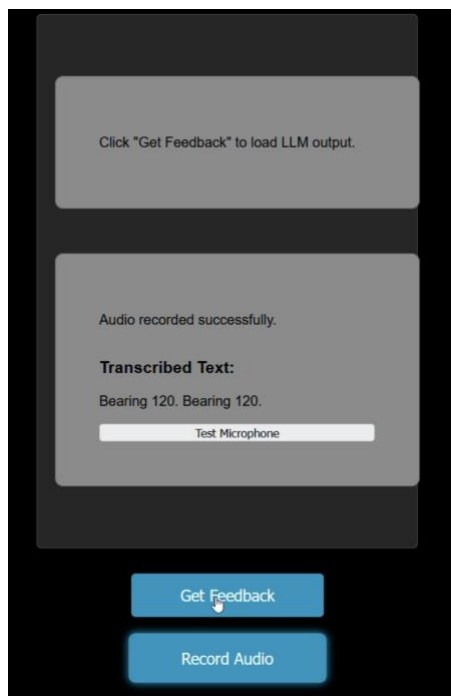 Click "Get Feedback" to load LLM output.
Audio recorded successfully.
Transcribed Text:
Bearing 120. Bearing 120.
Test Microphone
Get Feedback
Record Audio